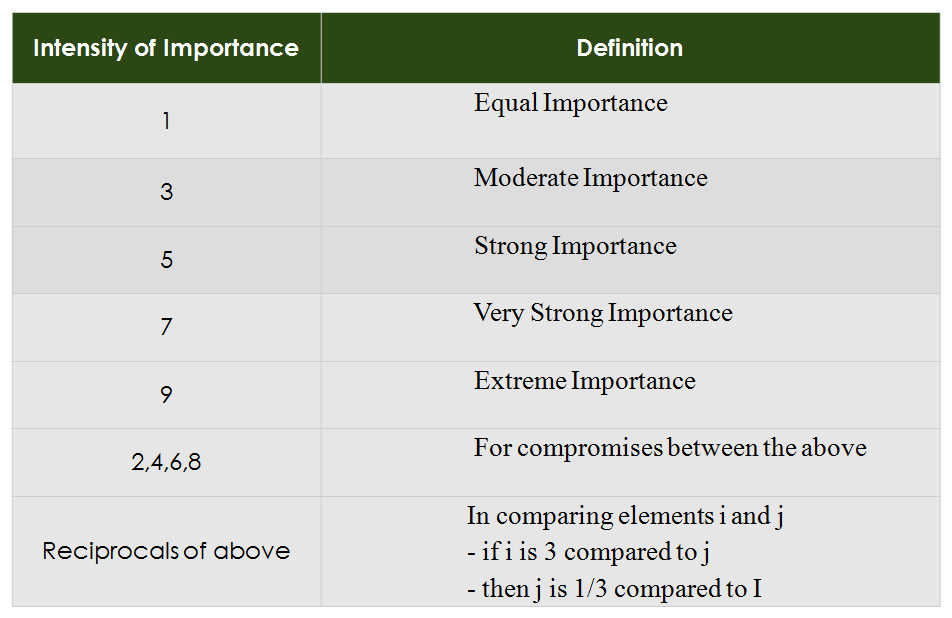 Intensity of Importance Definition
1 Equal Importance
3 Moderate Importance
5 Strong Importance
7 Very Strong Importance
9 Extreme Importance
2,4,6,8 For compromises between the above
Reciprocals of above
In comparing elements i and j
- if i is 3 compared to j
- then j is 1/3 compared to I